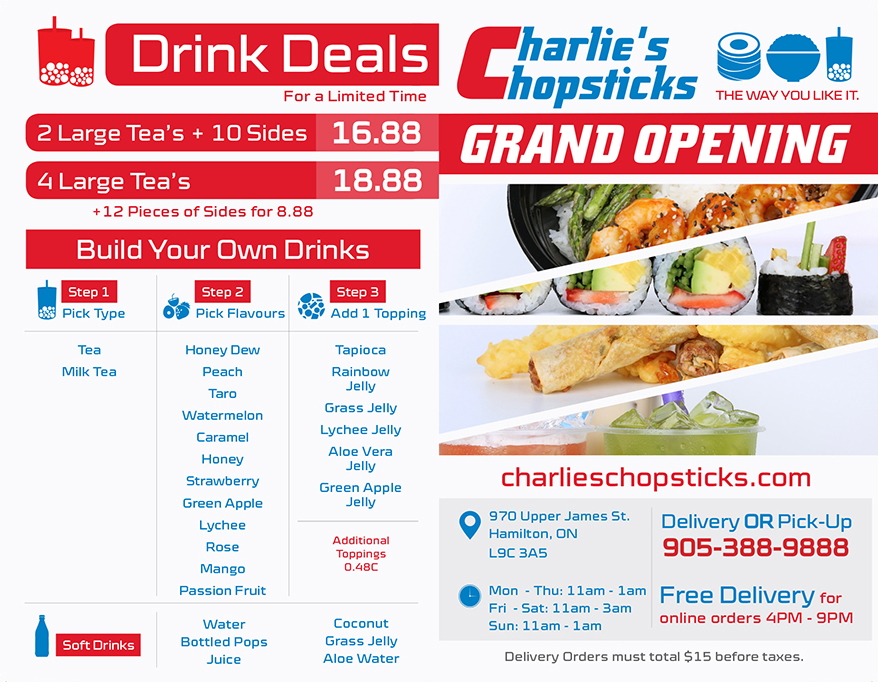 Drink Deals
For a Limited Time
2 Large Tea's + 10 Sides 16.88
4 Large Tea's 18.88
+12 Pieces of Sides for 8.88
Build Your Own Drinks
Step 1
Pick Type
Tea
Milk Tea
Step 2
Pick Flavours
Honey Dew
Peach
Taro
Watermelon
Caramel
Honey
Strawberry
Green Apple
Lychee
Rose
Mango
Passion Fruit
Step 3
Add 1 Topping
Tapioca
Rainbow
Jelly
Grass Jelly
Lychee Jelly
Aloe Vera
Jelly
Green Apple
Jelly
Additional
Toppings
0.48C
Soft Drinks
Water
Bottled Pops
Juice
Coconut
Grass Jelly
Aloe Water
Charlie's
Chopsticks
THE WAY YOU LIKE IT.
GRAND OPENING
charlieschopsticks.com
970 Upper James St.
Hamilton, ON
L9C 3A5
Mon - Thu: 11am - 1am
Fri - Sat: 11am - 3am
Sun: 11am - 1am
Delivery OR Pick-Up
905-388-9888
Free Delivery for
online orders 4PM - 9PM
Delivery Orders must total $15 before taxes.